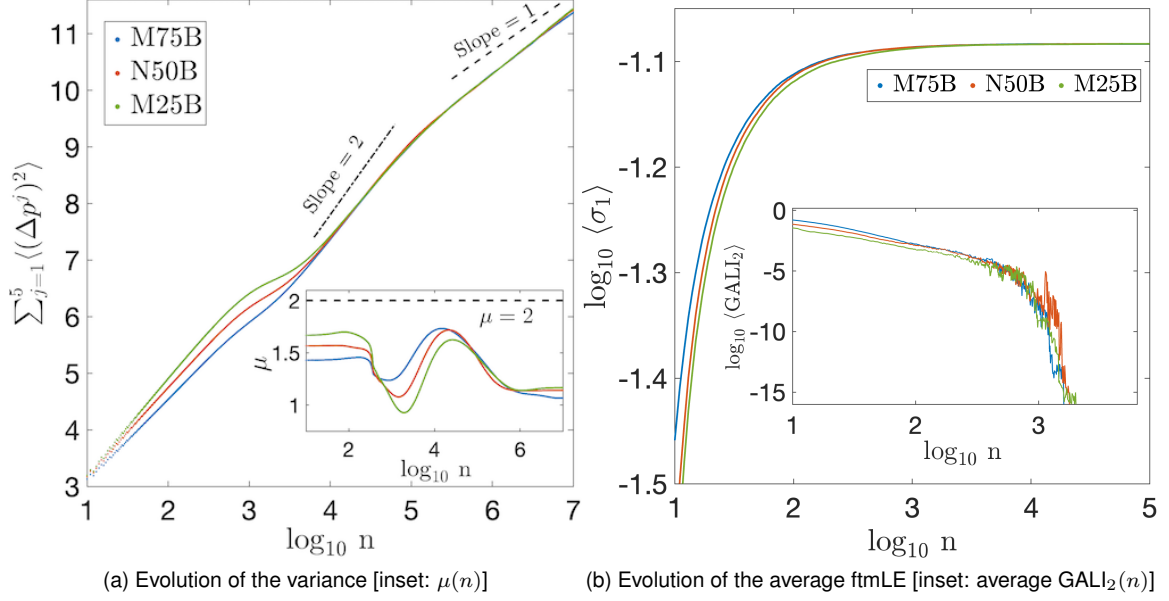 M75B
N50B
M25B
Slope = 1
Slope = 2
11
10
9
8
7
6
5
4
3
∑⁵ⱼ₌₁⟨(Δpʲ)²⟩
1 2 3 4 5 6 7
log₁₀ n
2
1.5
1
μ
μ = 2
2 4 6
log₁₀ n
(a) Evolution of the variance [inset: μ(n)]
-1.1
-1.2
-1.3
-1.4
-1.5
log₁₀ ⟨σ₁⟩
M75B N50B M25B
0
-5
-10
-15
log₁₀ ⟨GALI₂⟩
1 2 3
log₁₀ n
1 2 3 4 5
log₁₀ n
(b) Evolution of the average ftmLE [inset: average GALI₂(n)]